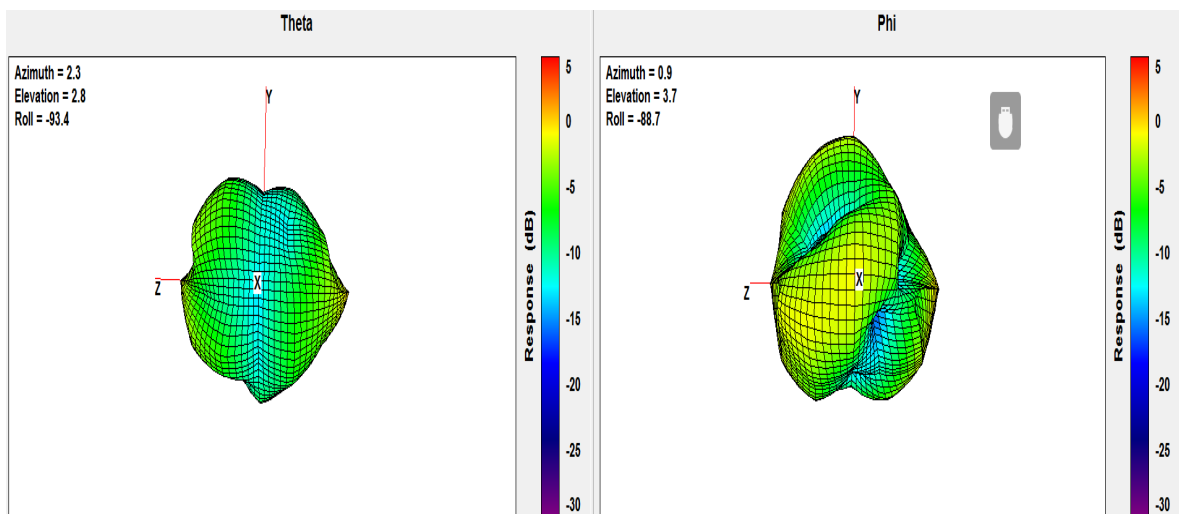 Theta
Azimuth = 2.3
Elevation = 2.8
Roll = -93.4
Y
Z
X
5
0
-5
-10
-15
-20
-25
-30
Response (dB)
Phi
Azimuth = 0.9
Elevation = 3.7
Roll = -88.7
Y
Z
X
5
0
-5
-10
-15
-20
-25
-30
Response (dB)